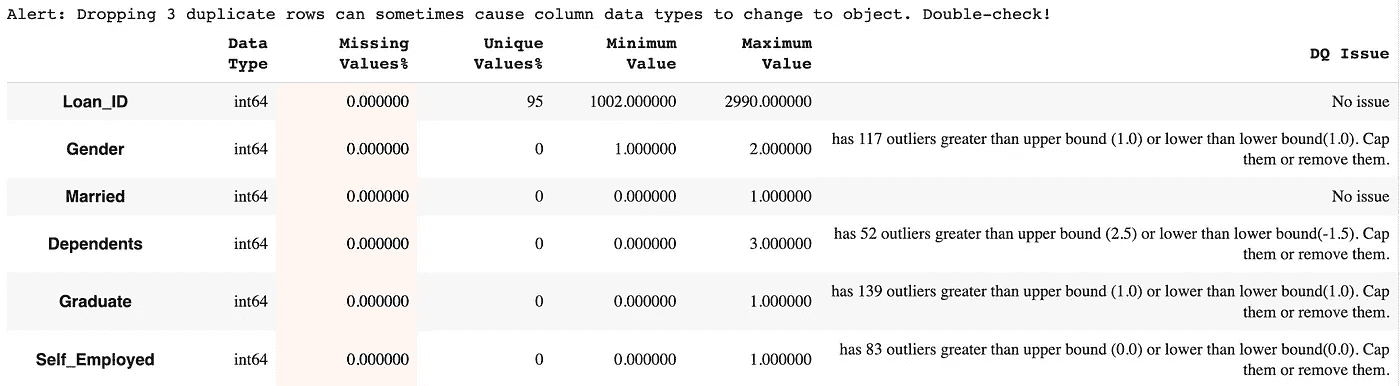 Alert: Dropping 3 duplicate rows can sometimes cause column data types to change to object. Double-check!
Data Type Missing Values% Unique Values% Minimum Value Maximum Value DQ Issue
Loan_ID int64 0.000000 95 1002.000000 2990.000000 No issue
Gender int64 0.000000 0 1.000000 2.000000 has 117 outliers greater than upper bound (1.0) or lower than lower bound(1.0). Cap
them or remove them.
Married int64 0.000000 0 0.000000 1.000000 No issue
Dependents int64 0.000000 0 0.000000 3.000000 has 52 outliers greater than upper bound (2.5) or lower than lower bound(-1.5). Cap
them or remove them.
Graduate int64 0.000000 0 0.000000 1.000000 has 139 outliers greater than upper bound (1.0) or lower than lower bound(1.0). Cap
them or remove them.
Self_Employed int64 0.000000 0 0.000000 1.000000 has 83 outliers greater than upper bound (0.0) or lower than lower bound(0.0). Cap
them or remove them.